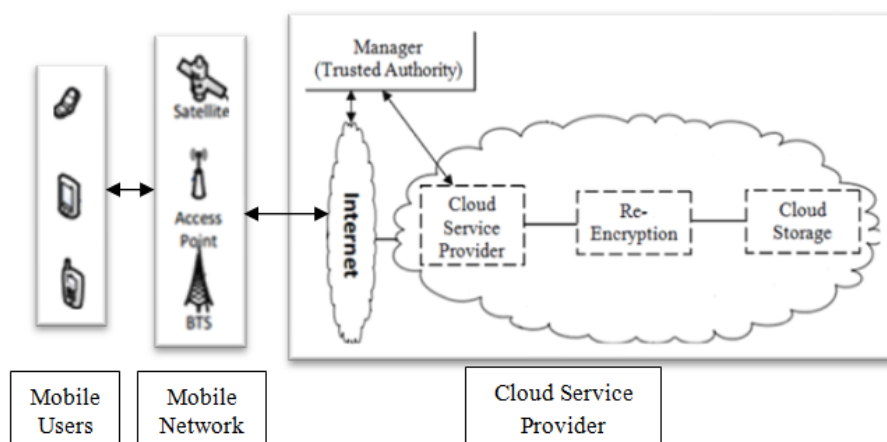 Manager
(Trusted Authority)
Satellite
Access
Point
BTS
Internet
Cloud
Service
Provider
Re-
Encryption
Cloud
Storage
Mobile
Users
Mobile
Network
Cloud Service
Provider